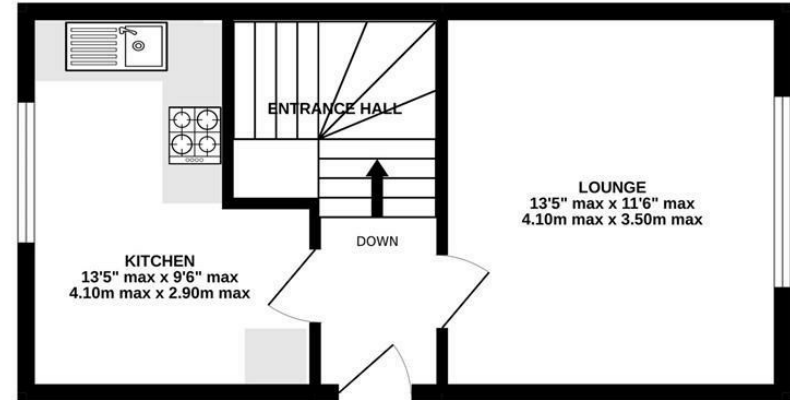 ENTRANCE HALL
LOUNGE
13'5" max x 11'6" max
4.10m max x 3.50m max
DOWN
KITCHEN
13'5" max x 9'6" max
4.10m max x 2.90m max